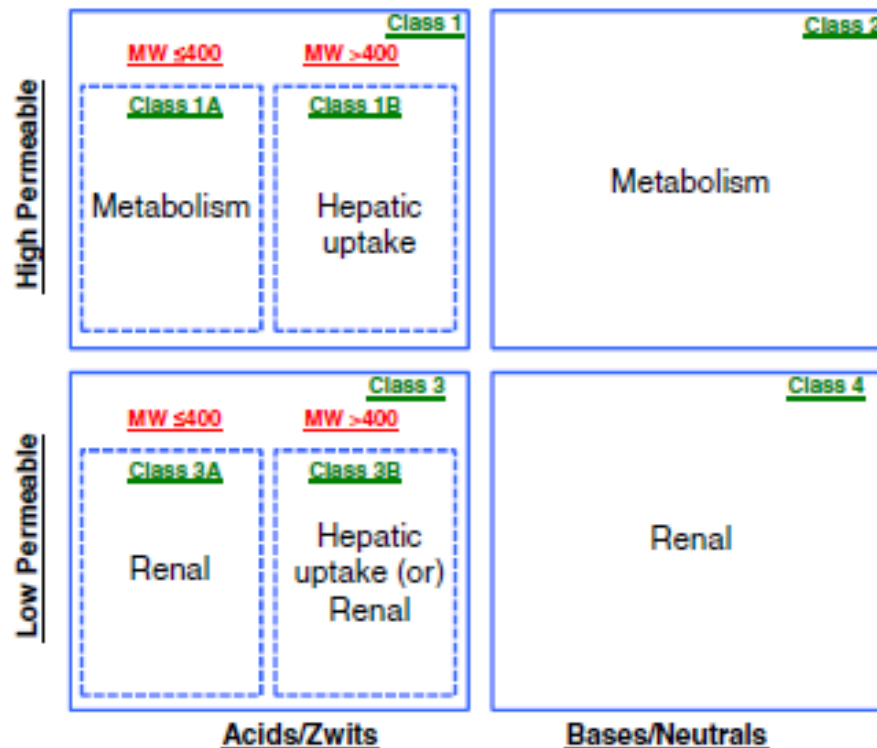 Class 1
MW ≤400 MW >400
Class 1A Class 1B
Metabolism
Hepatic
uptake
High Permeable
Class 2
Metabolism
Class 3
MW ≤400 MW >400
Class 3A Class 3B
Renal
Hepatic
uptake (or)
Renal
Low Permeable
Class 4
Renal
Acids/Zwits Bases/Neutrals